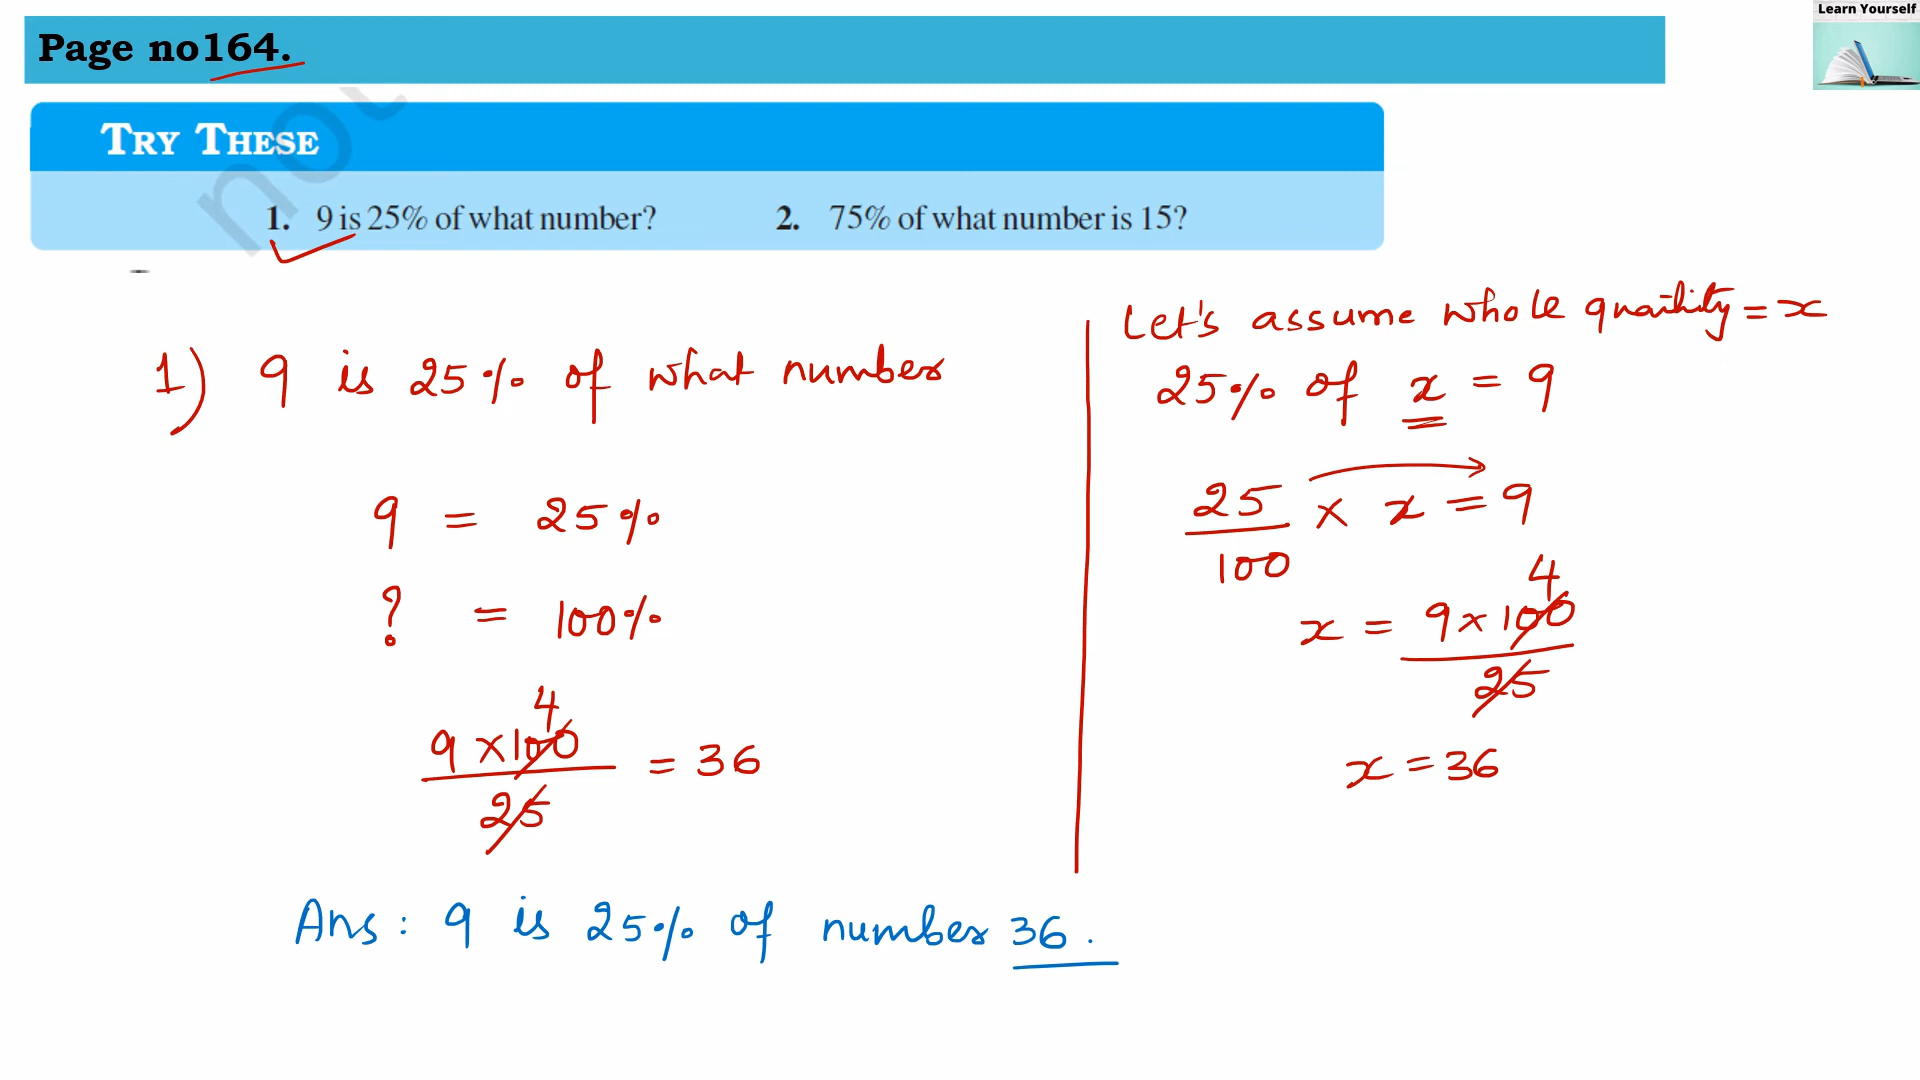 Learn Yourself
Page no164.
not
TRY THESE
1. 9 is 25% of what number? 2. 75% of what number is 15?
1) 9 is 25% of what number
9 = 25%
? = 100%
4
9 × 100
25
= 36
Let's assume whole quantity = x
25% of x = 9
25
100
× x = 9
4
x = 9 × 100
25
x = 36
Ans : 9 is 25% of number 36.